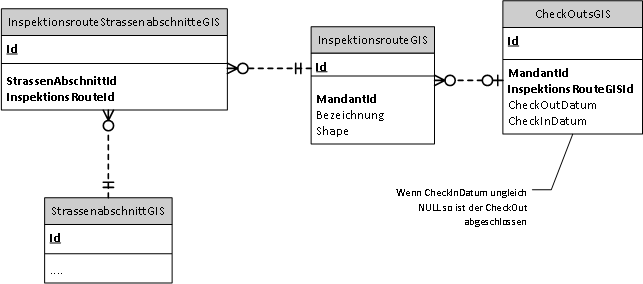 InspektionsrouteStrassenabschnitteGIS
Id
StrassenAbschnittId
InspektionsRouteId
InspektionsrouteGIS
Id
MandantId
Bezeichnung
Shape
CheckOutsGIS
Id
MandantId
InspektionsRouteGISId
CheckOutDatum
CheckInDatum
Wenn CheckInDatum ungleich
NULL so ist der CheckOut
abgeschlossen
StrassenabschnittGIS
Id
....